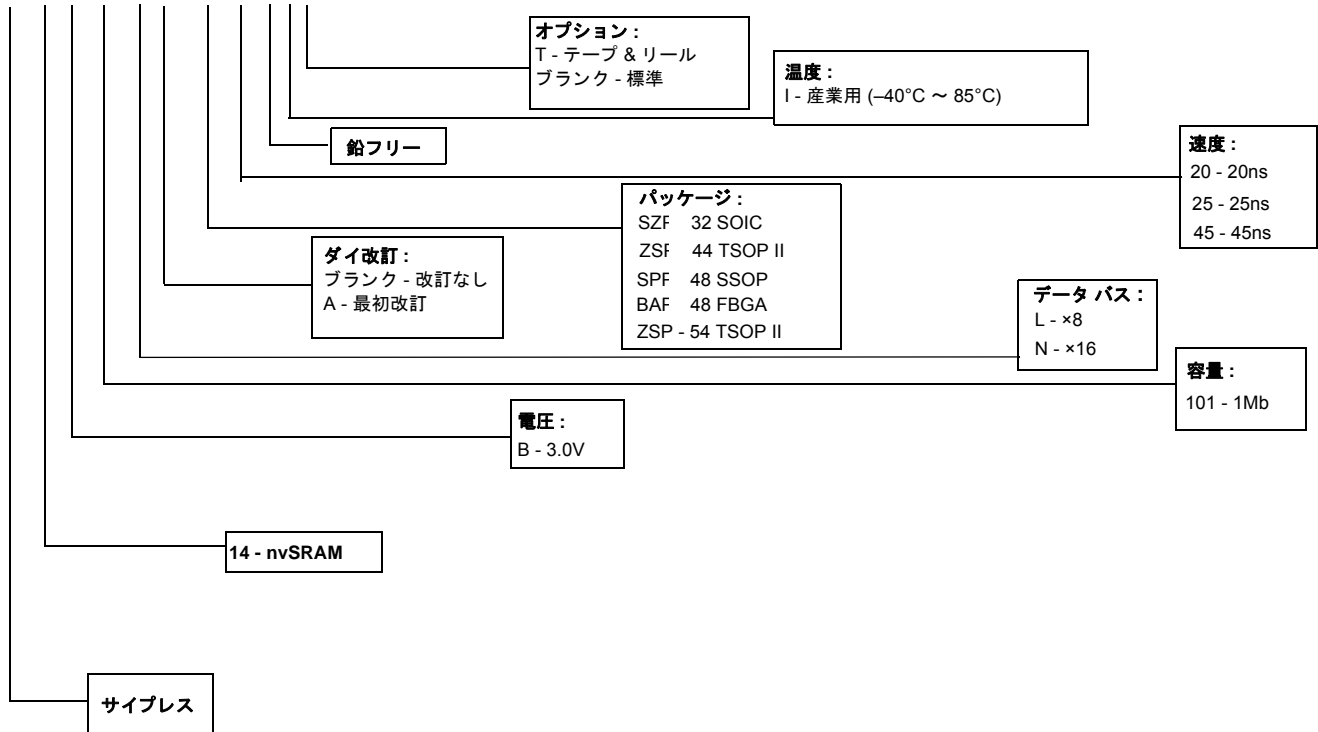 オプション :
T - テープ & リール
ブランク - 標準
温度 :
I - 産業用 (–40°C ～ 85°C)
鉛フリー
速度 :
20 - 20ns
25 - 25ns
45 - 45ns
パッケージ :
32 SOIC
44 TSOP II
48 SSOP
48 FBGA
ZSP - 54 TSOP II
ダイ改訂 :
ブランク - 改訂なし
A - 最初改訂
データ バス :
L - ×8
N - ×16
容量 :
101 - 1Mb
電圧 :
B - 3.0V
14 - nvSRAM
サイプレス